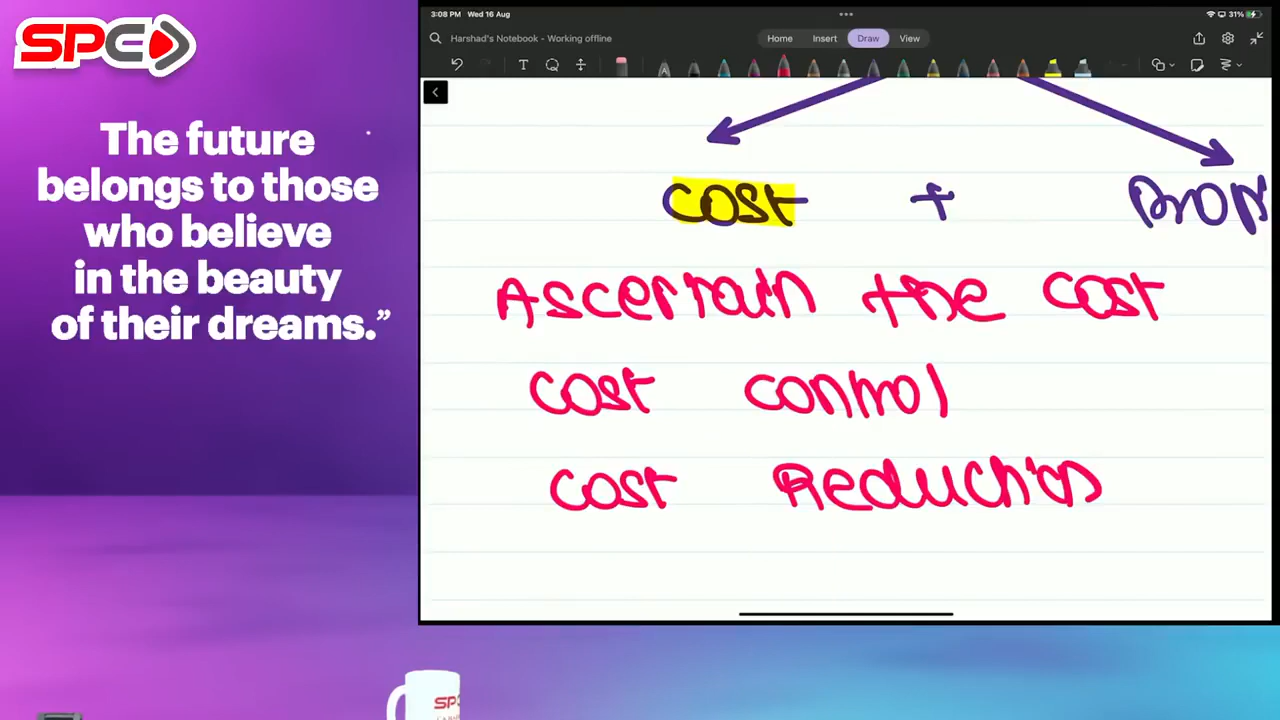 SPC
The future
belongs to those
who believe
in the beauty
of their dreams.”
3:08 PM Wed 16 Aug
31%
Harshad's Notebook - Working offline
Home Insert Draw View
cost +
Ascertain the cost
cost control
cost Reduction
SPC